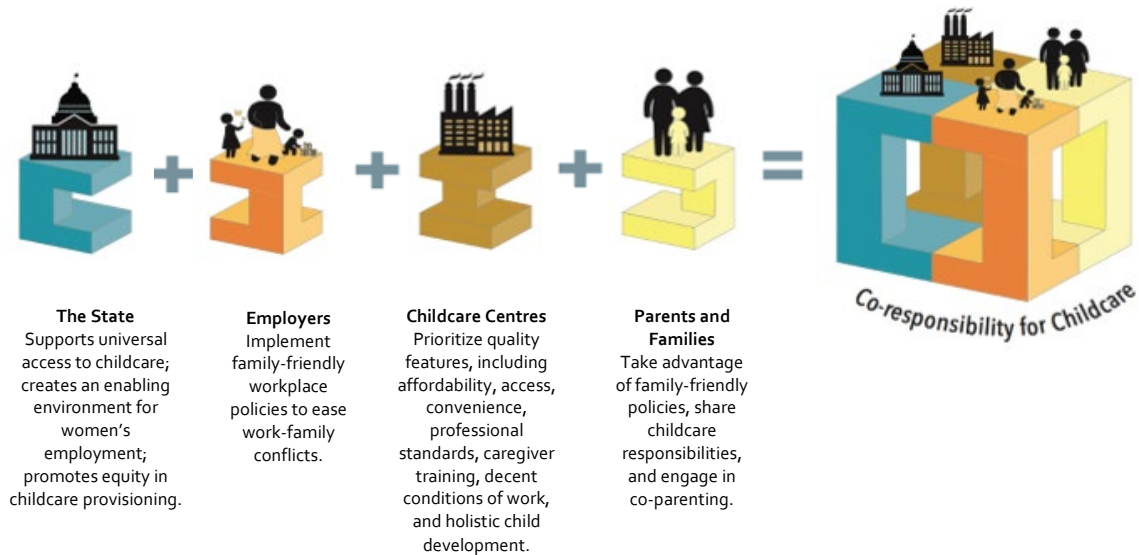 +
+
+
=
Co-responsibility for Childcare
The State
Supports universal
access to childcare;
creates an enabling
environment for
women's
employment;
promotes equity in
childcare provisioning.
Employers
Implement
family-friendly
workplace
policies to ease
work-family
conflicts.
Childcare Centres
Prioritize quality
features, including
affordability, access,
convenience,
professional
standards, caregiver
training, decent
conditions of work,
and holistic child
development.
Parents and
Families
Take advantage
of family-friendly
policies, share
childcare
responsibilities,
and engage in
co-parenting.